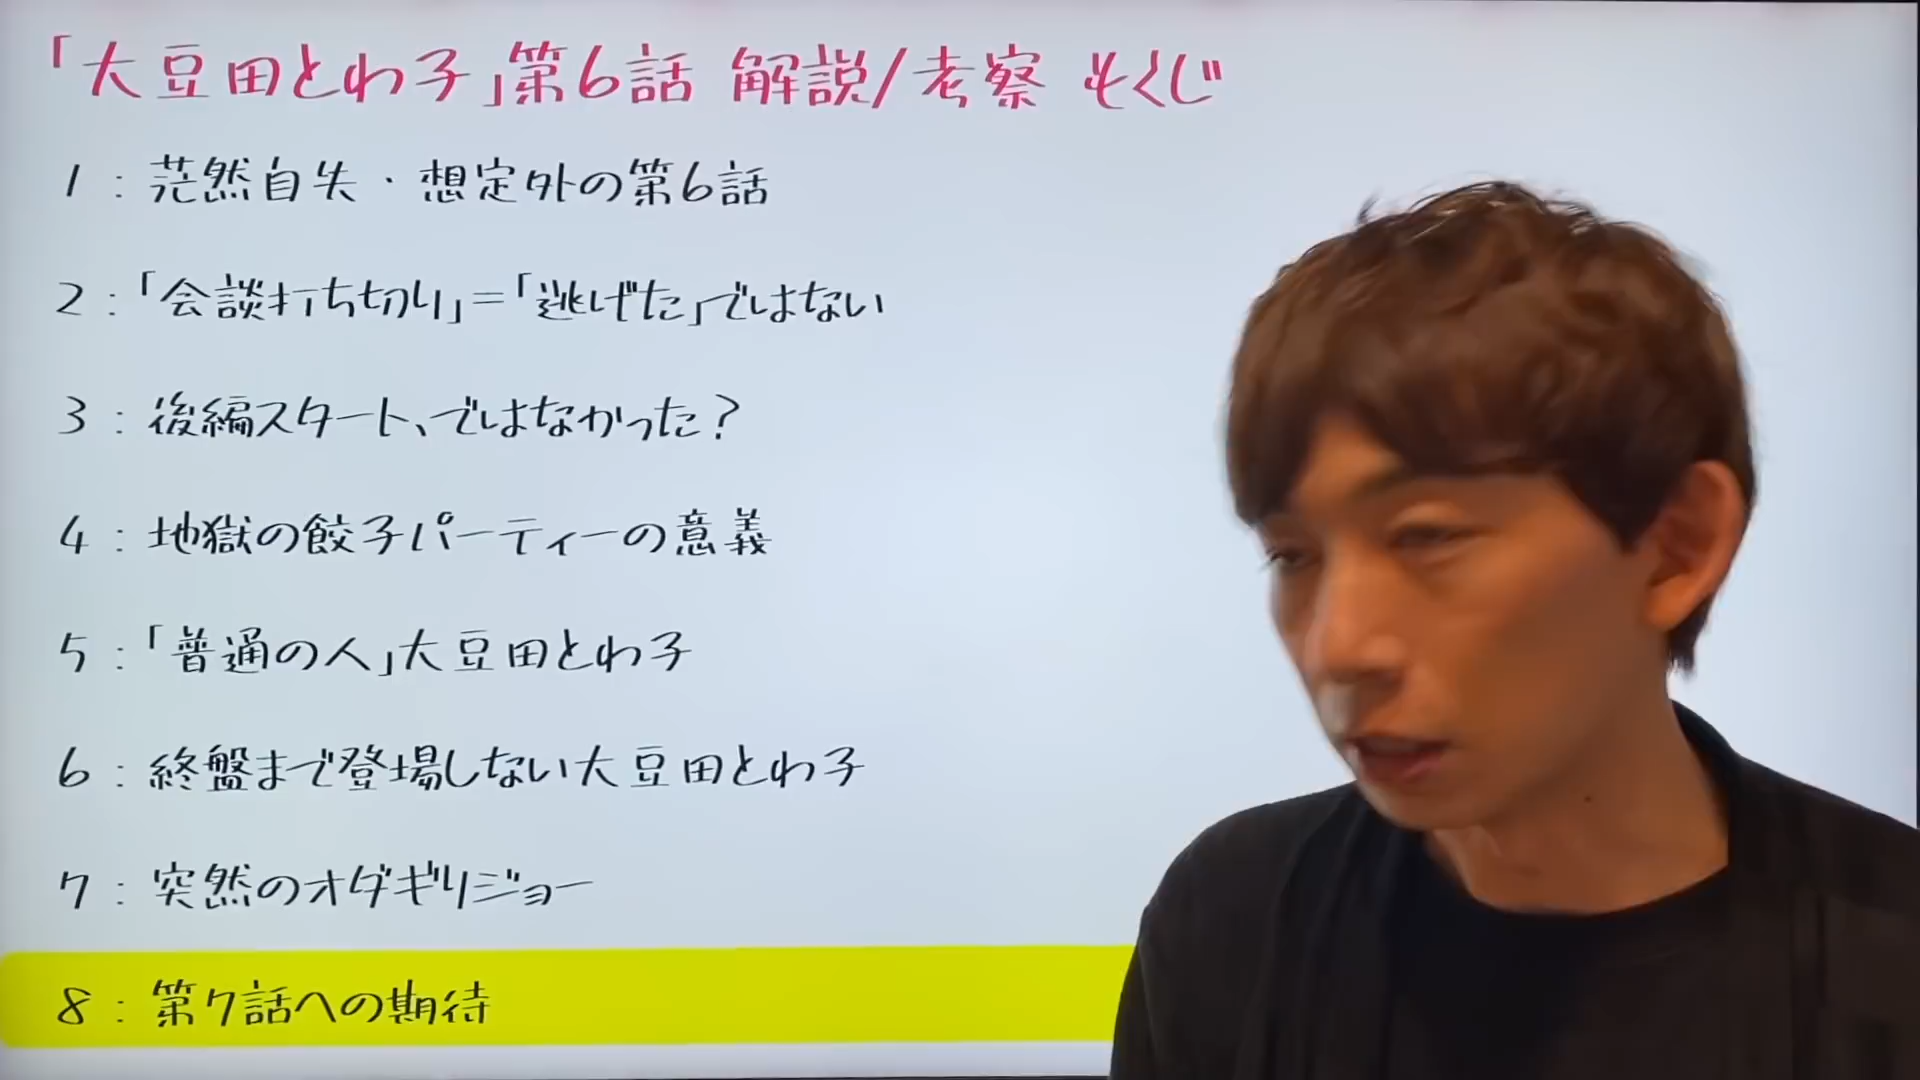 「大豆田とわ子」第6話 解説/考察 もくじ
1：茫然自失・想定外の第6話
2：「会談打ち切り」=「逃げた」ではない
3：後編スタート、ではなかった?
4：地獄の餃子パーティーの意義
5：「普通の人」大豆田とわ子
6：終盤まで登場しない大豆田とわ子
7：突然のオダギリジョー
8：第7話への期待